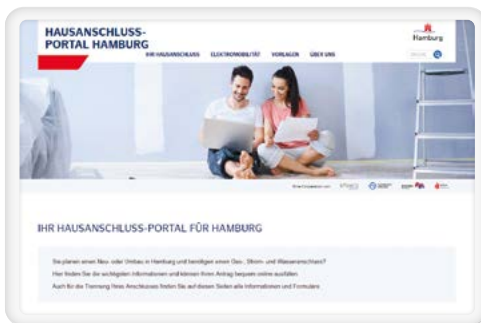 HAUSANSCHLUSS-
PORTAL HAMBURG
Hamburg
IHR HAUSANSCHLUSS ELEKTROMOBILITÄT VORLAGEN ÜBER UNS
IHR HAUSANSCHLUSS-PORTAL FÜR HAMBURG
Sie planen einen Neu- oder Umbau in Hamburg und benötigen einen Gas-, Strom- und Wasseranschluss?
Hier finden Sie die wichtigsten Informationen und können Ihren Antrag bequem online ausfüllen.
Auch für die Trennung Ihres Anschlusses finden Sie auf diesen Seiten alle Informationen und Formulare.